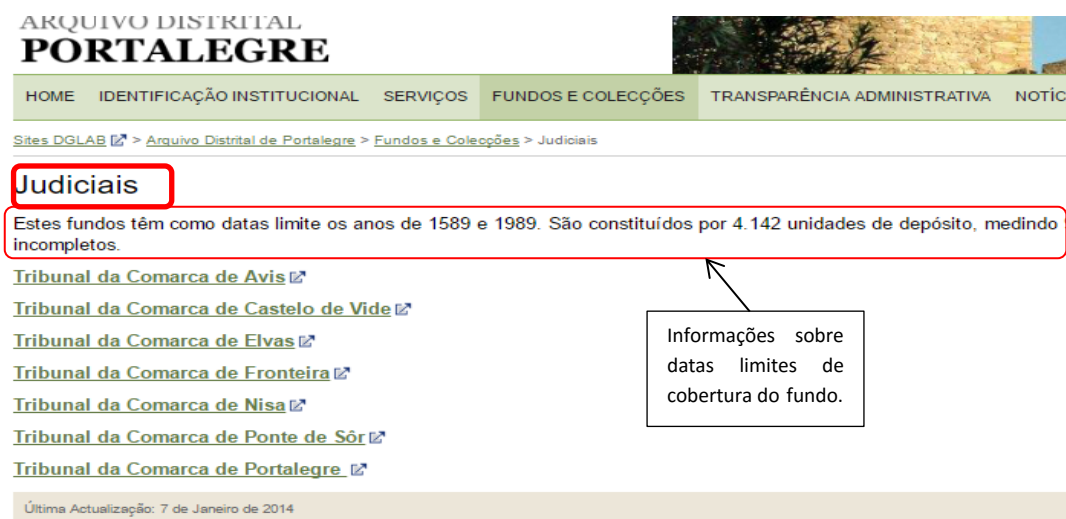 ARQUIVO DISTRITAL
PORTALEGRE
HOME IDENTIFICAÇÃO INSTITUCIONAL SERVIÇOS FUNDOS E COLECÇÕES TRANSPARÊNCIA ADMINISTRATIVA NOTÍC
Sites DGLAB > Arquivo Distrital de Portalegre > Fundos e Colecções > Judiciais
Judiciais
Estes fundos têm como datas limite os anos de 1589 e 1989. São constituídos por 4.142 unidades de depósito, medindo
incompletos.
Tribunal da Comarca de Avis
Tribunal da Comarca de Castelo de Vide
Tribunal da Comarca de Elvas
Tribunal da Comarca de Fronteira
Tribunal da Comarca de Nisa
Tribunal da Comarca de Ponte de Sôr
Tribunal da Comarca de Portalegre
Informações sobre
datas limites de
cobertura do fundo.
Última Actualização: 7 de Janeiro de 2014